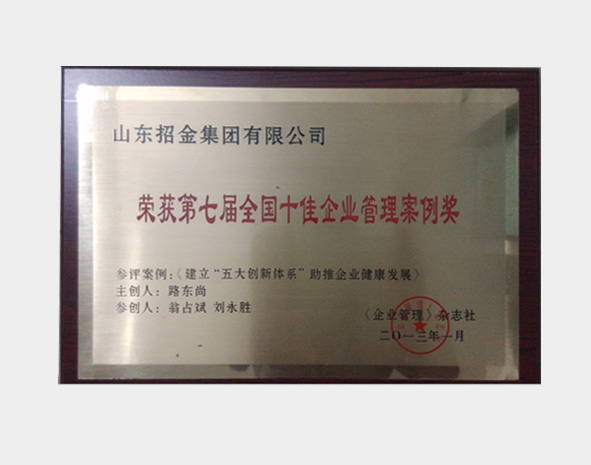 山东招金集团有限公司
荣获第七届全国十佳企业管理案例奖
参评案例:《建立“五大创新体系”助推企业健康发展》
主创人：路东尚
参创人：翁占斌 刘永胜
《企业管理》杂志社
二〇一三年一月